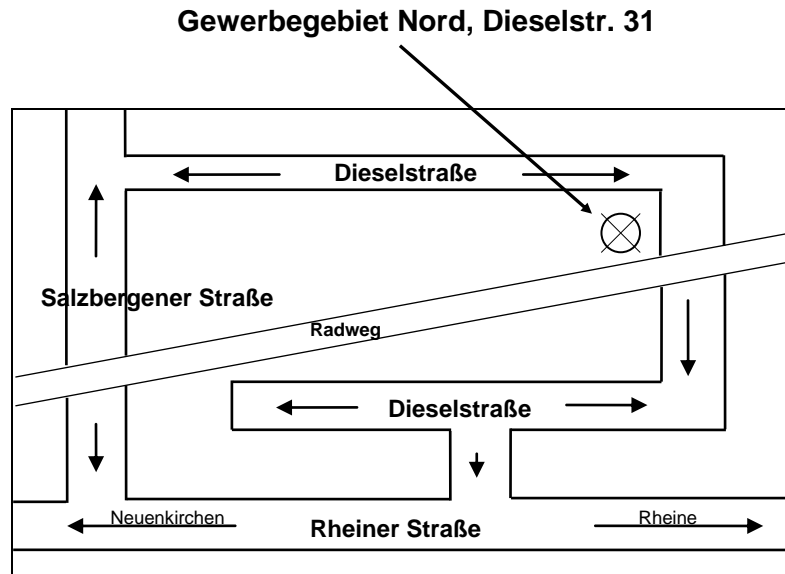 Gewerbegebiet Nord, Dieselstr. 31
Dieselstraße
Salzbergener Straße
Radweg
Dieselstraße
Neuenkirchen
Rheiner Straße
Rheine